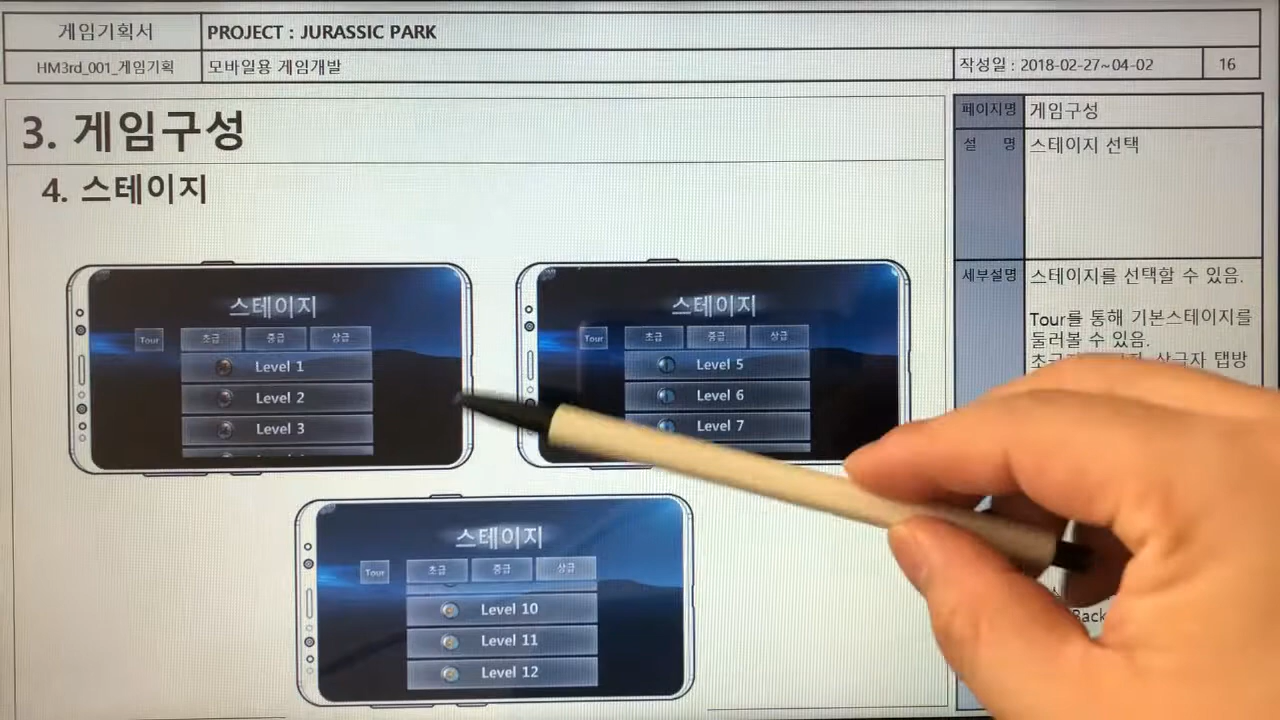 게임기획서
PROJECT : JURASSIC PARK
HM3rd_001_게임기획
모바일용 게임개발
작성일 : 2018-02-27~04-02
16
3. 게임구성
4. 스테이지
페이지명
게임구성
설 명
스테이지 선택
세부설명
스테이지를 선택할 수 있음.
Tour를 통해 기본스테이지를
둘러볼 수 있음.
상급자 탭방
Back
스테이지
Tour
초급
중급
상급
Level 1
Level 2
Level 3
스테이지
Tour
초급
중급
상급
Level 5
Level 6
Level 7
스테이지
Tour
초급
중급
상급
Level 10
Level 11
Level 12